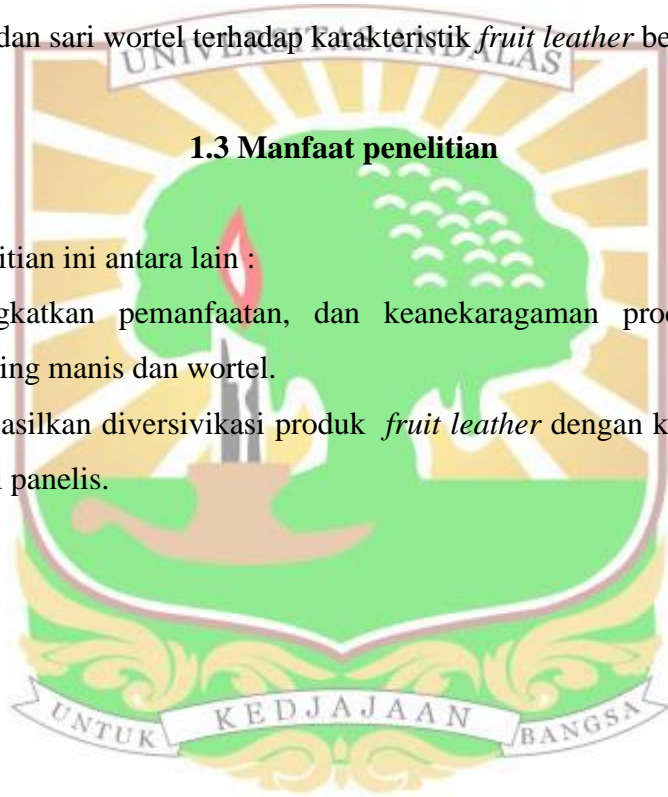 dan sari wortel terhadap karakteristik fruit leather be
UNIVERSITAS ANDALAS
1.3 Manfaat penelitian
itian ini antara lain :
gkatkan pemanfaatan, dan keanekaragaman prod
ing manis dan wortel.
asilkan diversivikasi produk fruit leather dengan k
panelis.
UNTUK KEDJAJAAN BANGSA